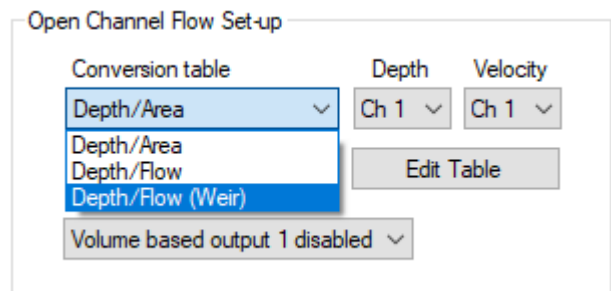 Open Channel Flow Set-up
Conversion table Depth Velocity
Depth/Area Ch 1 Ch 1
Depth/Area
Depth/Flow Edit Table
Depth/Flow (Weir)
Volume based output 1 disabled